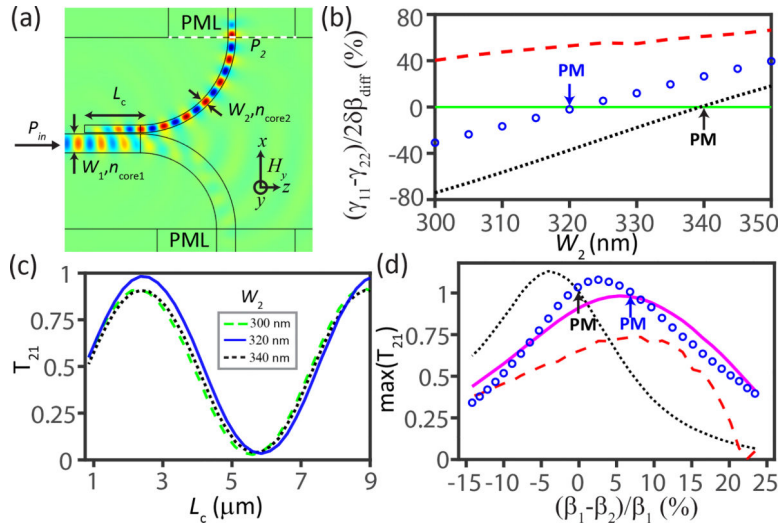 (a)
PML
P2
Lc
W2,ncore2
Pin
W1,ncore1
x
Hy
z
y
PML
(b)
(γ11-γ22)/2δβdiff (%)
80
40
0
-40
-80
PM
PM
300 310 320 330 340 350
W2(nm)
(c)
T21
1
0.75
0.5
0.25
0
W2
300 nm
320 nm
340 nm
1 3 5 7 9
Lc (μm)
(d)
max(T21)
1
0.75
0.5
0.25
0
PM
PM
-15 -10 -5 0 5 10 15 20 25
(β1-β2)/β1 (%)